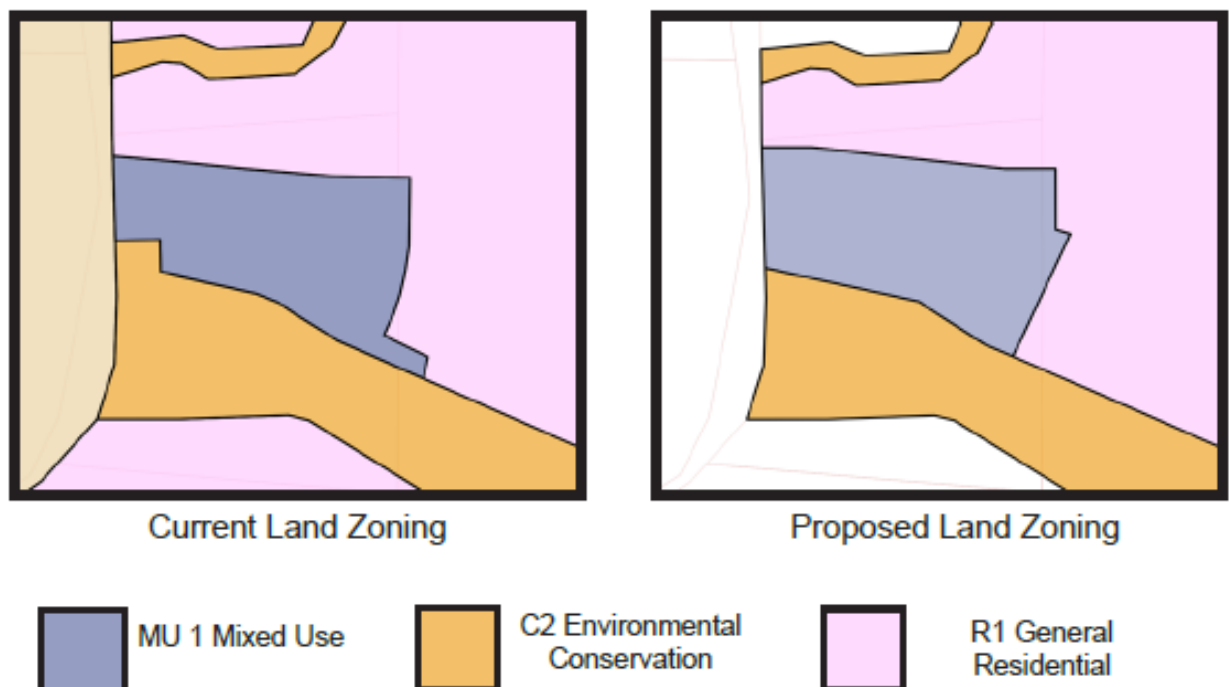 Current Land Zoning
Proposed Land Zoning
MU 1 Mixed Use
C2 Environmental
Conservation
R1 General
Residential